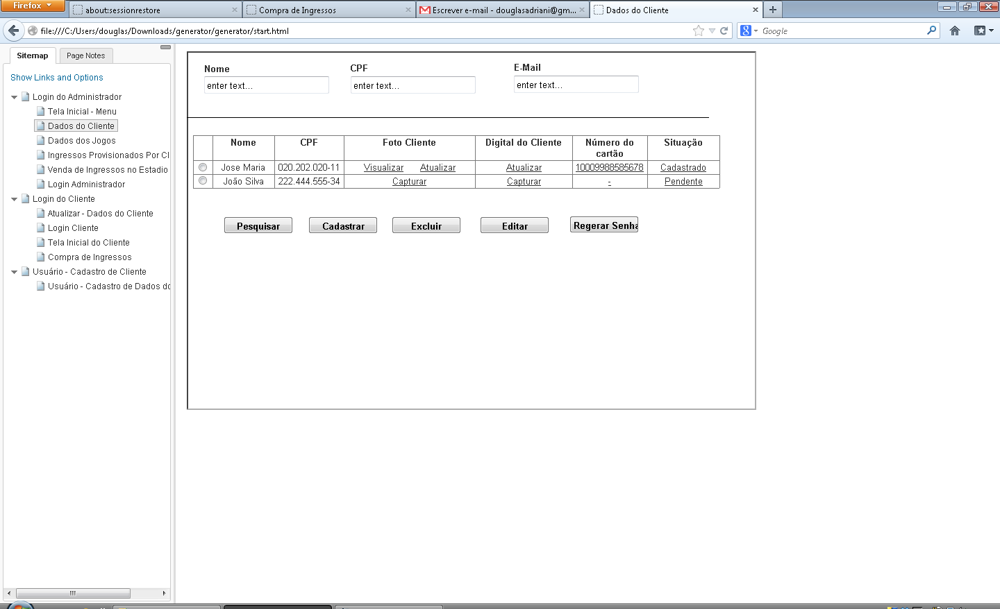 Firefox
about:sessionrestore
Compra de Ingressos
Escrever e-mail - douglasadriani@gm...
Dados do Cliente
file:///C:/Users/douglas/Downloads/generator/generator/start.html
Google
Sitemap
Page Notes
Show Links and Options
Login do Administrador
Tela Inicial - Menu
Dados do Cliente
Dados dos Jogos
Ingressos Provisionados Por Cl
Venda de Ingressos no Estadio
Login Administrador
Login do Cliente
Atualizar - Dados do Cliente
Login Cliente
Tela Inicial do Cliente
Compra de Ingressos
Usuário - Cadastro de Cliente
Usuário - Cadastro de Dados do
Nome CPF E-Mail
enter text... enter text... enter text...
Nome CPF Foto Cliente Digital do Cliente Número do cartão Situação
Jose Maria 020.202.020-11 Visualizar Atualizar Atualizar 10009988585678 Cadastrado
João Silva 222.444.555-34 Capturar Capturar - Pendente
Pesquisar Cadastrar Excluir Editar Regerar Senha